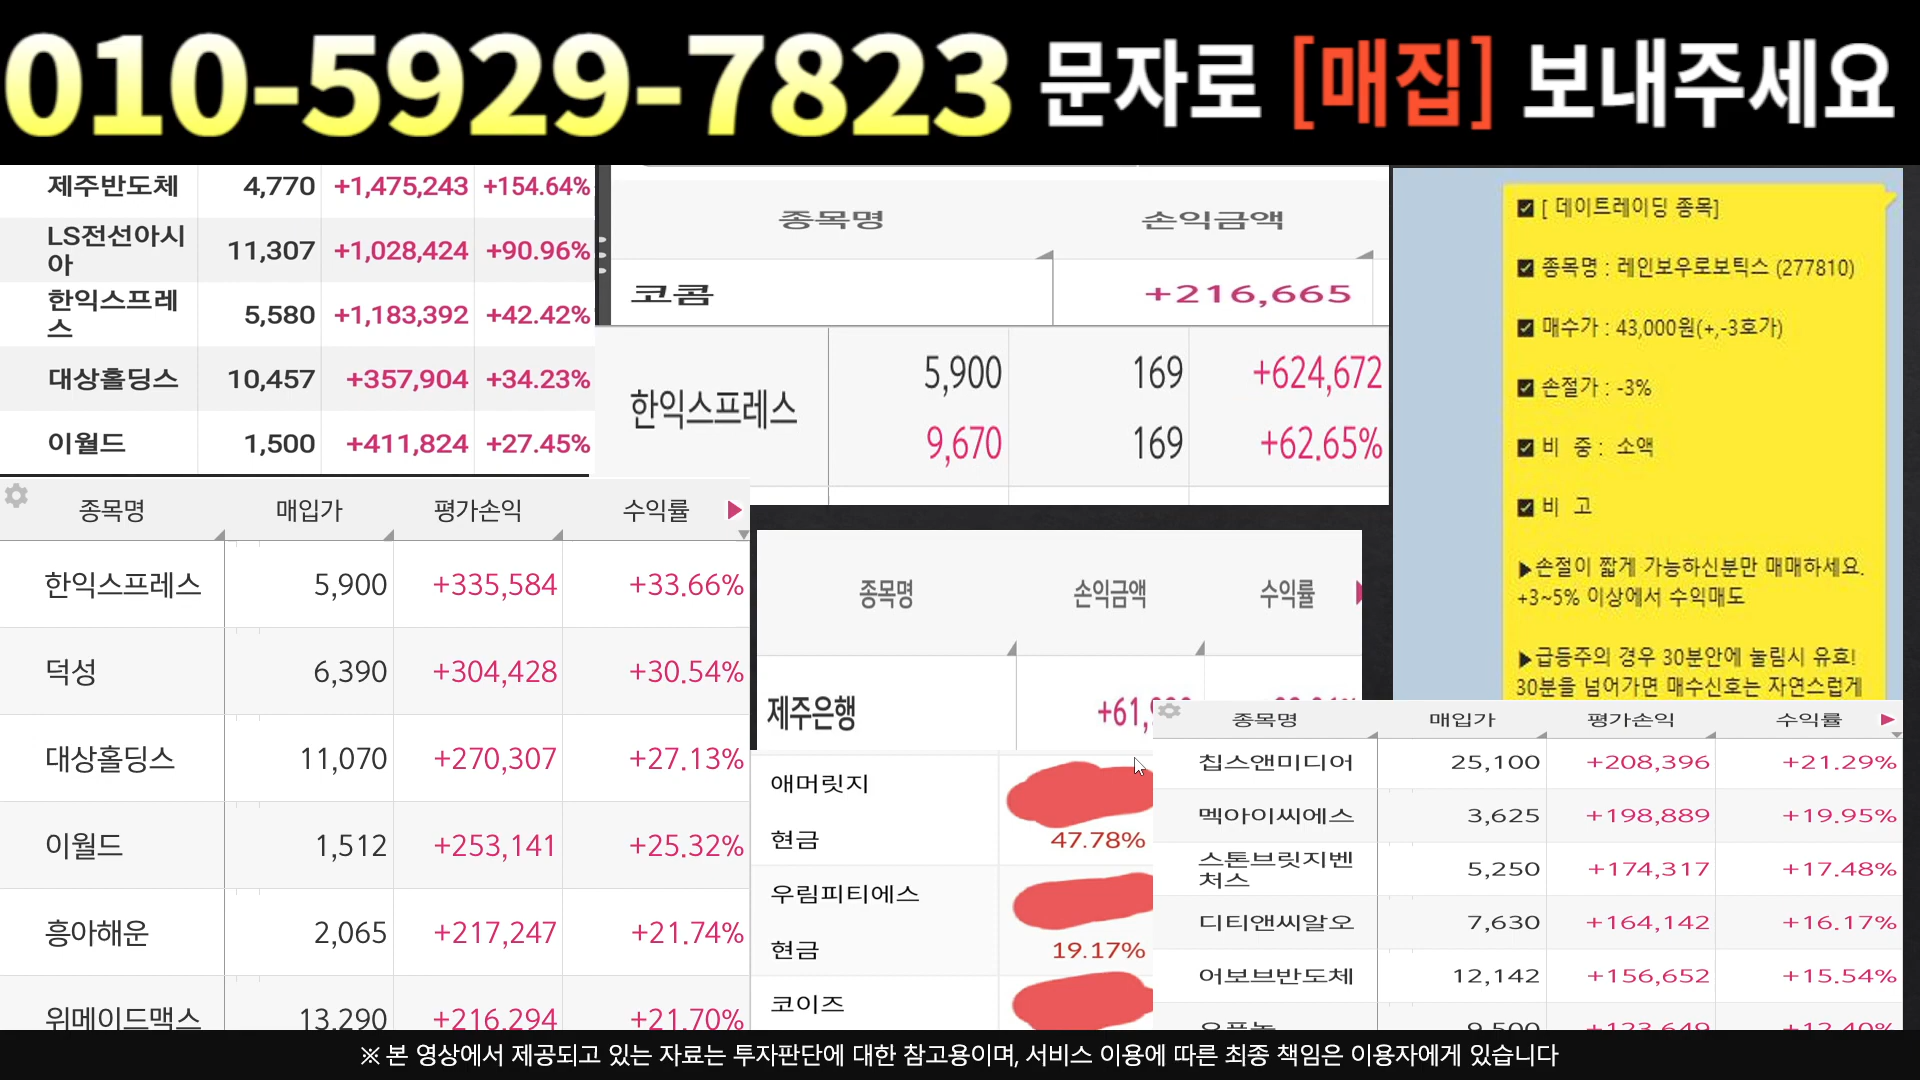 010-5929-7823 문자로 [매집] 보내주세요
제주반도체 4,770 +1,475,243 +154.64%
LS전선아시아 11,307 +1,028,424 +90.96%
한익스프레스 5,580 +1,183,392 +42.42%
대상홀딩스 10,457 +357,904 +34.23%
이월드 1,500 +411,824 +27.45%
종목명 손익금액
코콤 +216,665
한익스프레스 5,900 169 +624,672
9,670 169 +62.65%
☑ [ 데이트레이딩 종목]
☑ 종목명 : 레인보우로보틱스 (277810)
☑ 매수가 : 43,000원(+,-3호가)
☑ 손절가 : -3%
☑ 비 중 : 소액
☑ 비 고
▶손절이 짧게 가능하신분만 매매하세요.
+3~5% 이상에서 수익매도
▶급등주의 경우 30분안에 눌림시 유효!
30분을 넘어가면 매수신호는 자연스럽게
종목명 매입가 평가손익 수익률
한익스프레스 5,900 +335,584 +33.66%
덕성 6,390 +304,428 +30.54%
대상홀딩스 11,070 +270,307 +27.13%
이월드 1,512 +253,141 +25.32%
흥아해운 2,065 +217,247 +21.74%
위메이드맥스 13,290 +216,294 +21.70%
종목명 손익금액 수익률
제주은행 +61,
애머릿지
현금 47.78%
우림피티에스
현금 19.17%
코이즈
종목명 매입가 평가손익 수익률
칩스앤미디어 25,100 +208,396 +21.29%
멕아이씨에스 3,625 +198,889 +19.95%
스톤브릿지벤처스 5,250 +174,317 +17.48%
디티앤씨알오 7,630 +164,142 +16.17%
어보브반도체 12,142 +156,652 +15.54%
※ 본 영상에서 제공되고 있는 자료는 투자판단에 대한 참고용이며, 서비스 이용에 따른 최종 책임은 이용자에게 있습니다